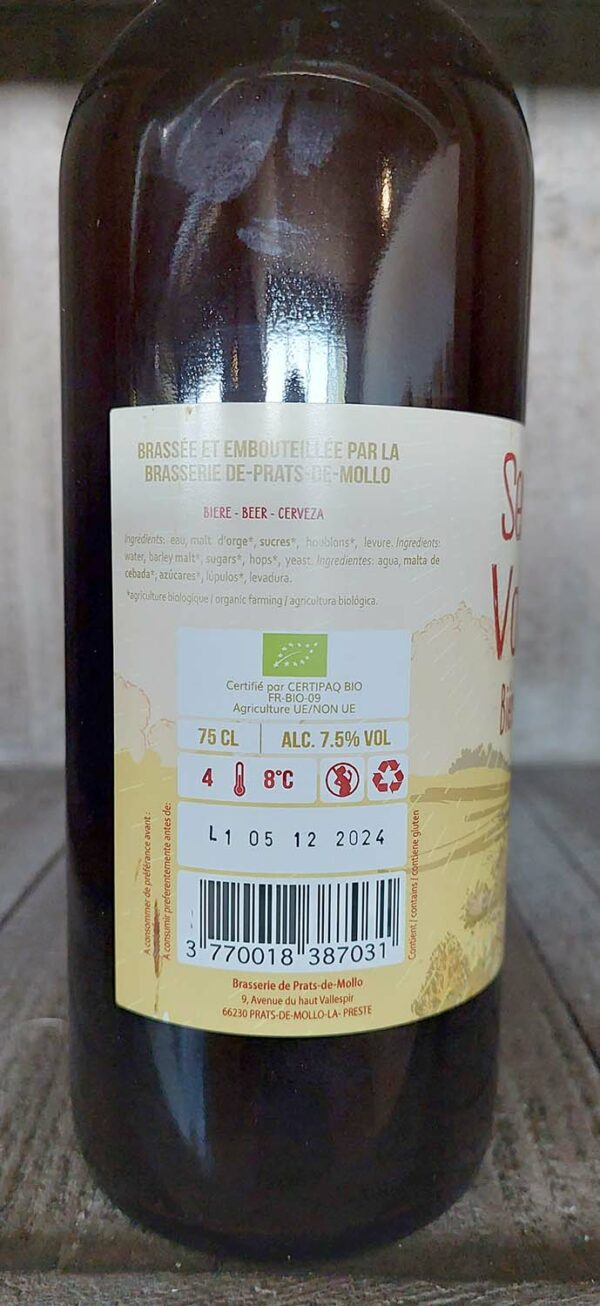 BRASSÉE ET EMBOUTEILLÉE PAR LA
BRASSERIE DE-PRATS-DE-MOLLO
BIERE - BEER - CERVEZA
Ingrédients: eau, malt d'orge*, sucres*, houblons*, levure. Ingredients:
water, barley malt*, sugars*, hops*, yeast. Ingredientes: agua, malta de
cebada*, azúcares*, lúpulos*, levadura.
*agriculture biologique / organic farming / agricultura biológica.
Certifié par CERTIPAQ BIO
FR-BIO-09
Agriculture UE/NON UE
75 CL ALC. 7.5% VOL
4 8°C
L1 05 12 2024
A consommer de préférance avant :
A consumir preferentemente antes de:
Contient / contains / contiene gluten
3 770018 387031
Brasserie de Prats-de-Mollo
9, Avenue du haut Vallespir
66230 PRATS-DE-MOLLO-LA- PRESTE